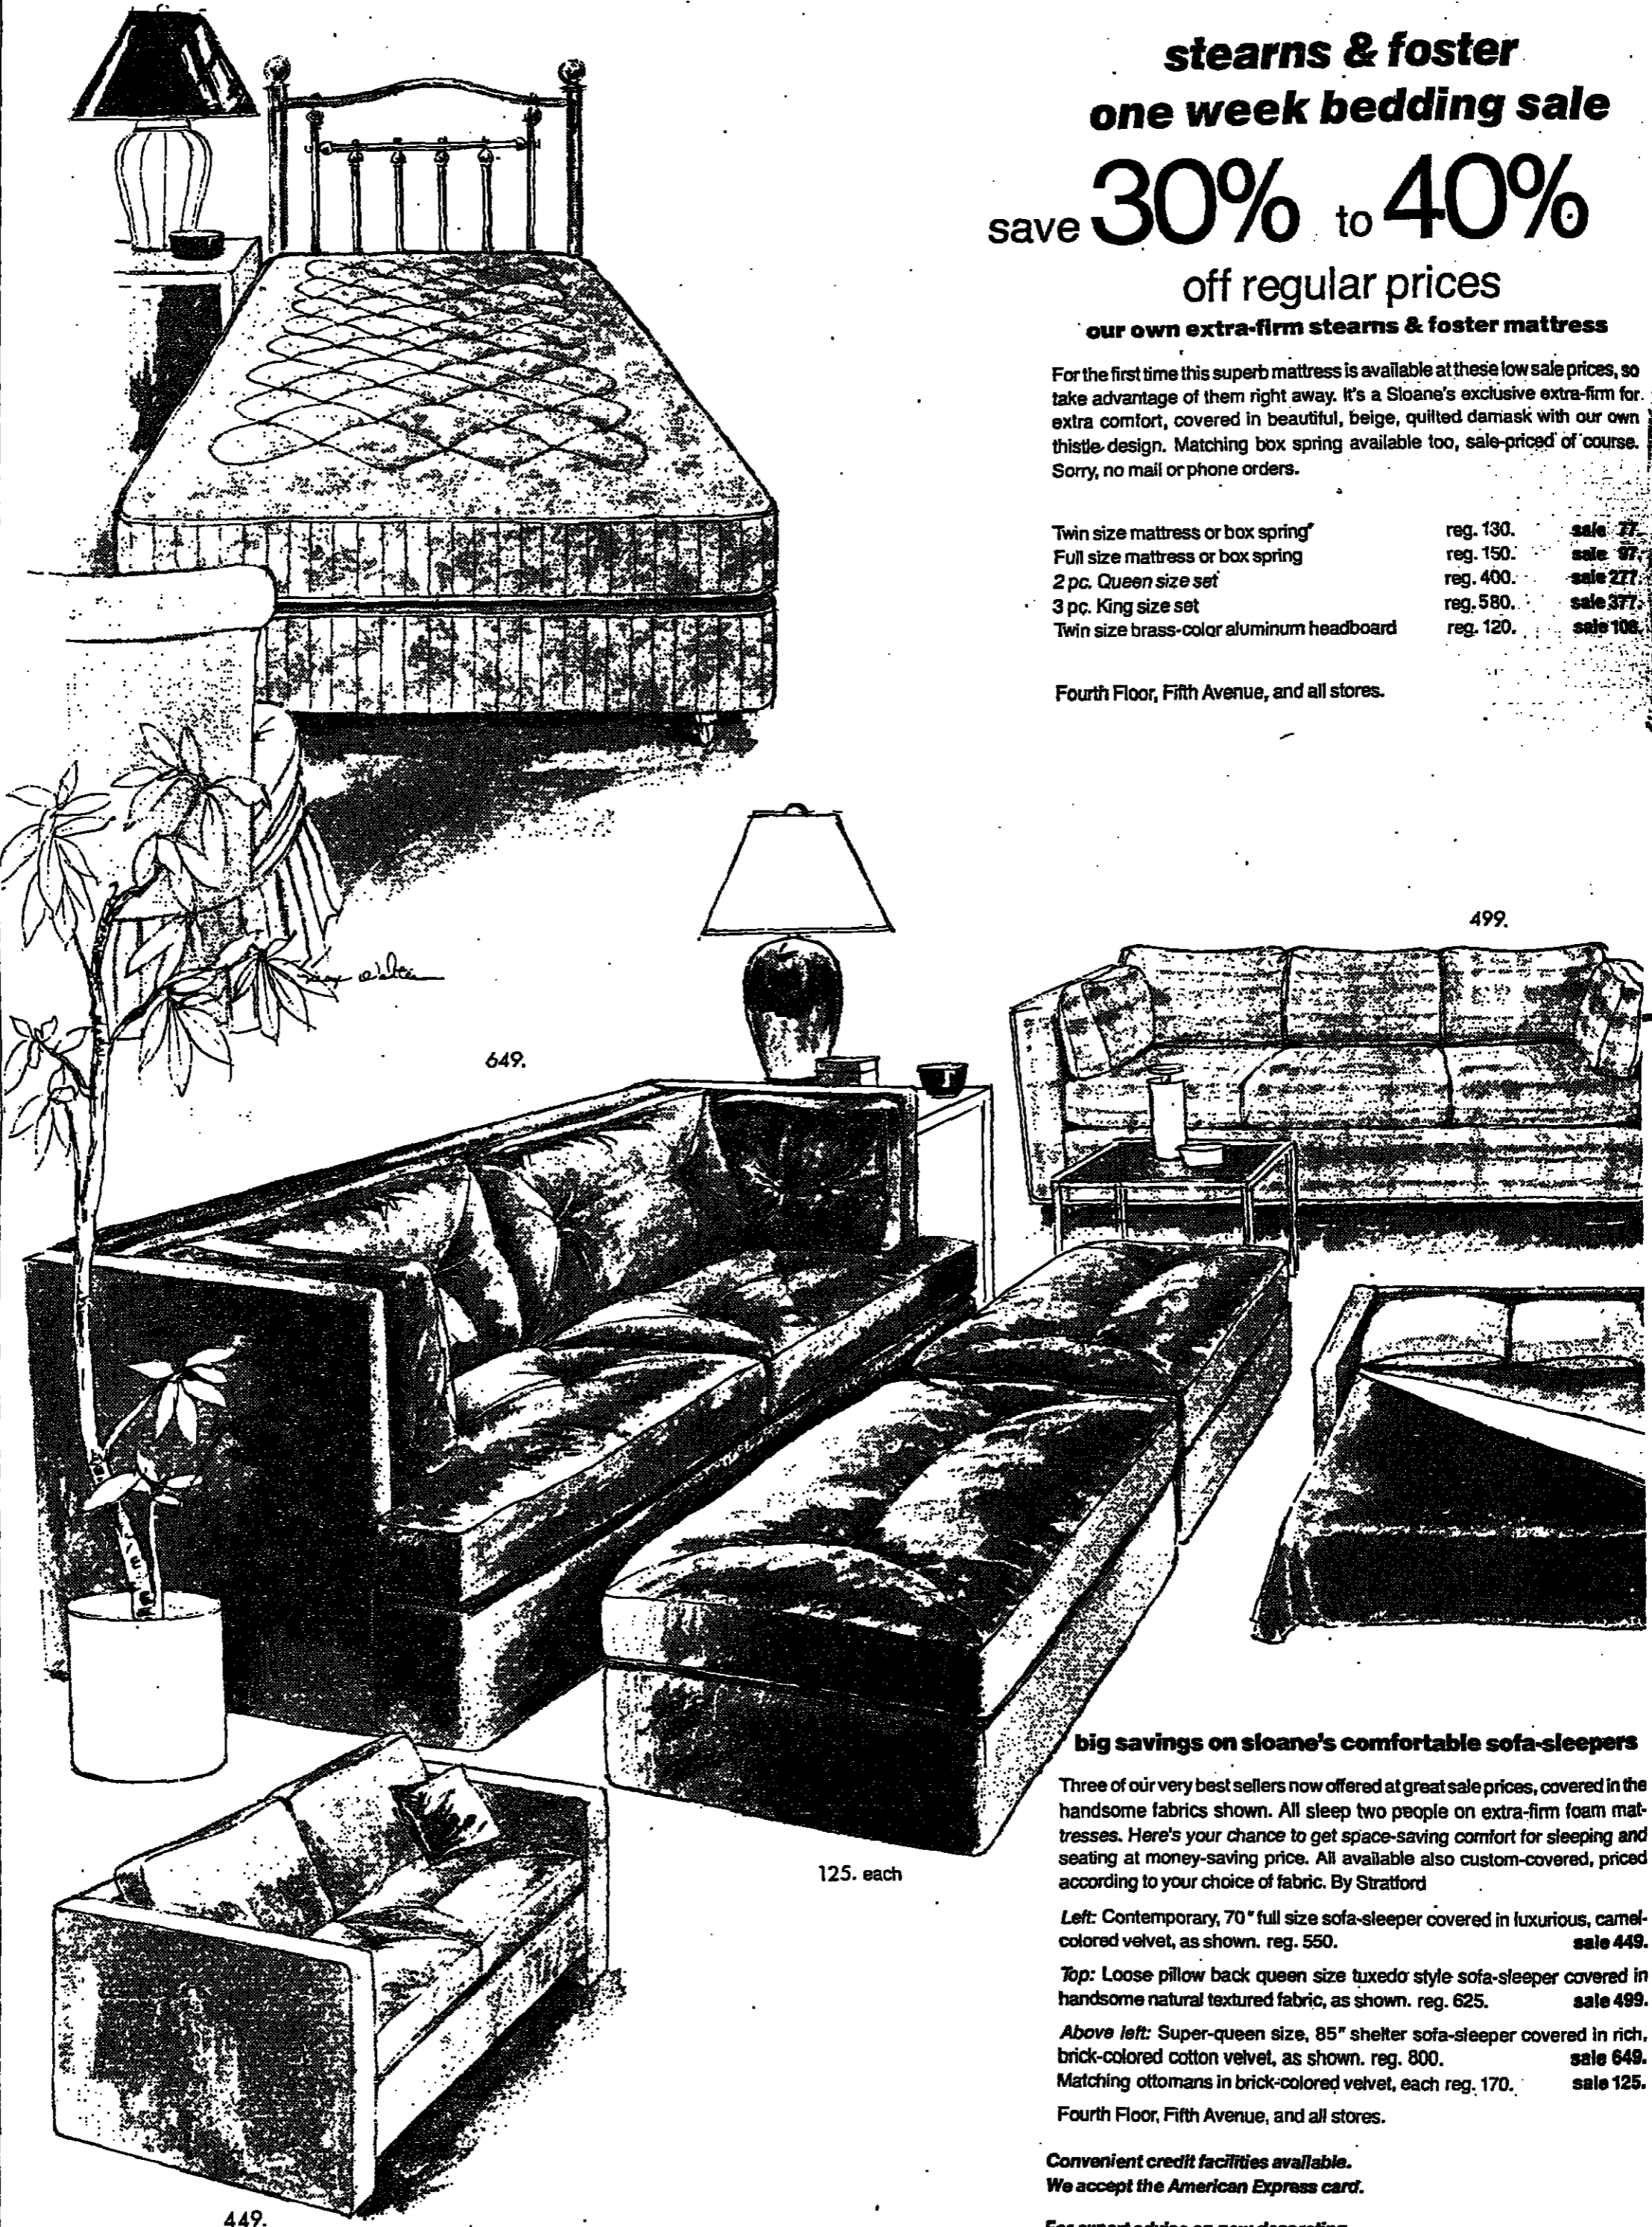 stearns & foster
one week bedding sale
save 30% to 40%
off regular prices
our own extra-firm stearns & foster mattress
For the first time this superb mattress is available at these low sale prices, so
take advantage of them right away. It's a Sloane's exclusive extra-firm for
extra comfort, covered in beautiful, beige, quilted damask with our own
thistle design. Matching box spring available too, sale-priced of course.
Sorry, no mail or phone orders.
Twin size mattress or box spring reg. 130. sale 77.
Full size mattress or box spring reg. 150. sale 97.
2 pc. Queen size set reg. 400. sale 277.
3 pc. King size set reg. 580. sale 377.
Twin size brass-color aluminum headboard reg. 120. sale 108.
Fourth Floor, Fifth Avenue, and all stores.
499.
649.
125. each
449.
big savings on sloane's comfortable sofa-sleepers
Three of our very best sellers now offered at great sale prices, covered in the
handsome fabrics shown. All sleep two people on extra-firm foam mat-
tresses. Here's your chance to get space-saving comfort for sleeping and
seating at money-saving price. All available also custom-covered, priced
according to your choice of fabric. By Stratford
Left: Contemporary, 70" full size sofa-sleeper covered in luxurious, camel-
colored velvet, as shown. reg. 550. sale 449.
Top: Loose pillow back queen size tuxedo style sofa-sleeper covered in
handsome natural textured fabric, as shown. reg. 625. sale 499.
Above left: Super-queen size, 85" shelter sofa-sleeper covered in rich,
brick-colored cotton velvet, as shown. reg. 800. sale 649.
Matching ottomans in brick-colored velvet, each reg. 170. sale 125.
Fourth Floor, Fifth Avenue, and all stores.
Convenient credit facilities available.
We accept the American Express card.